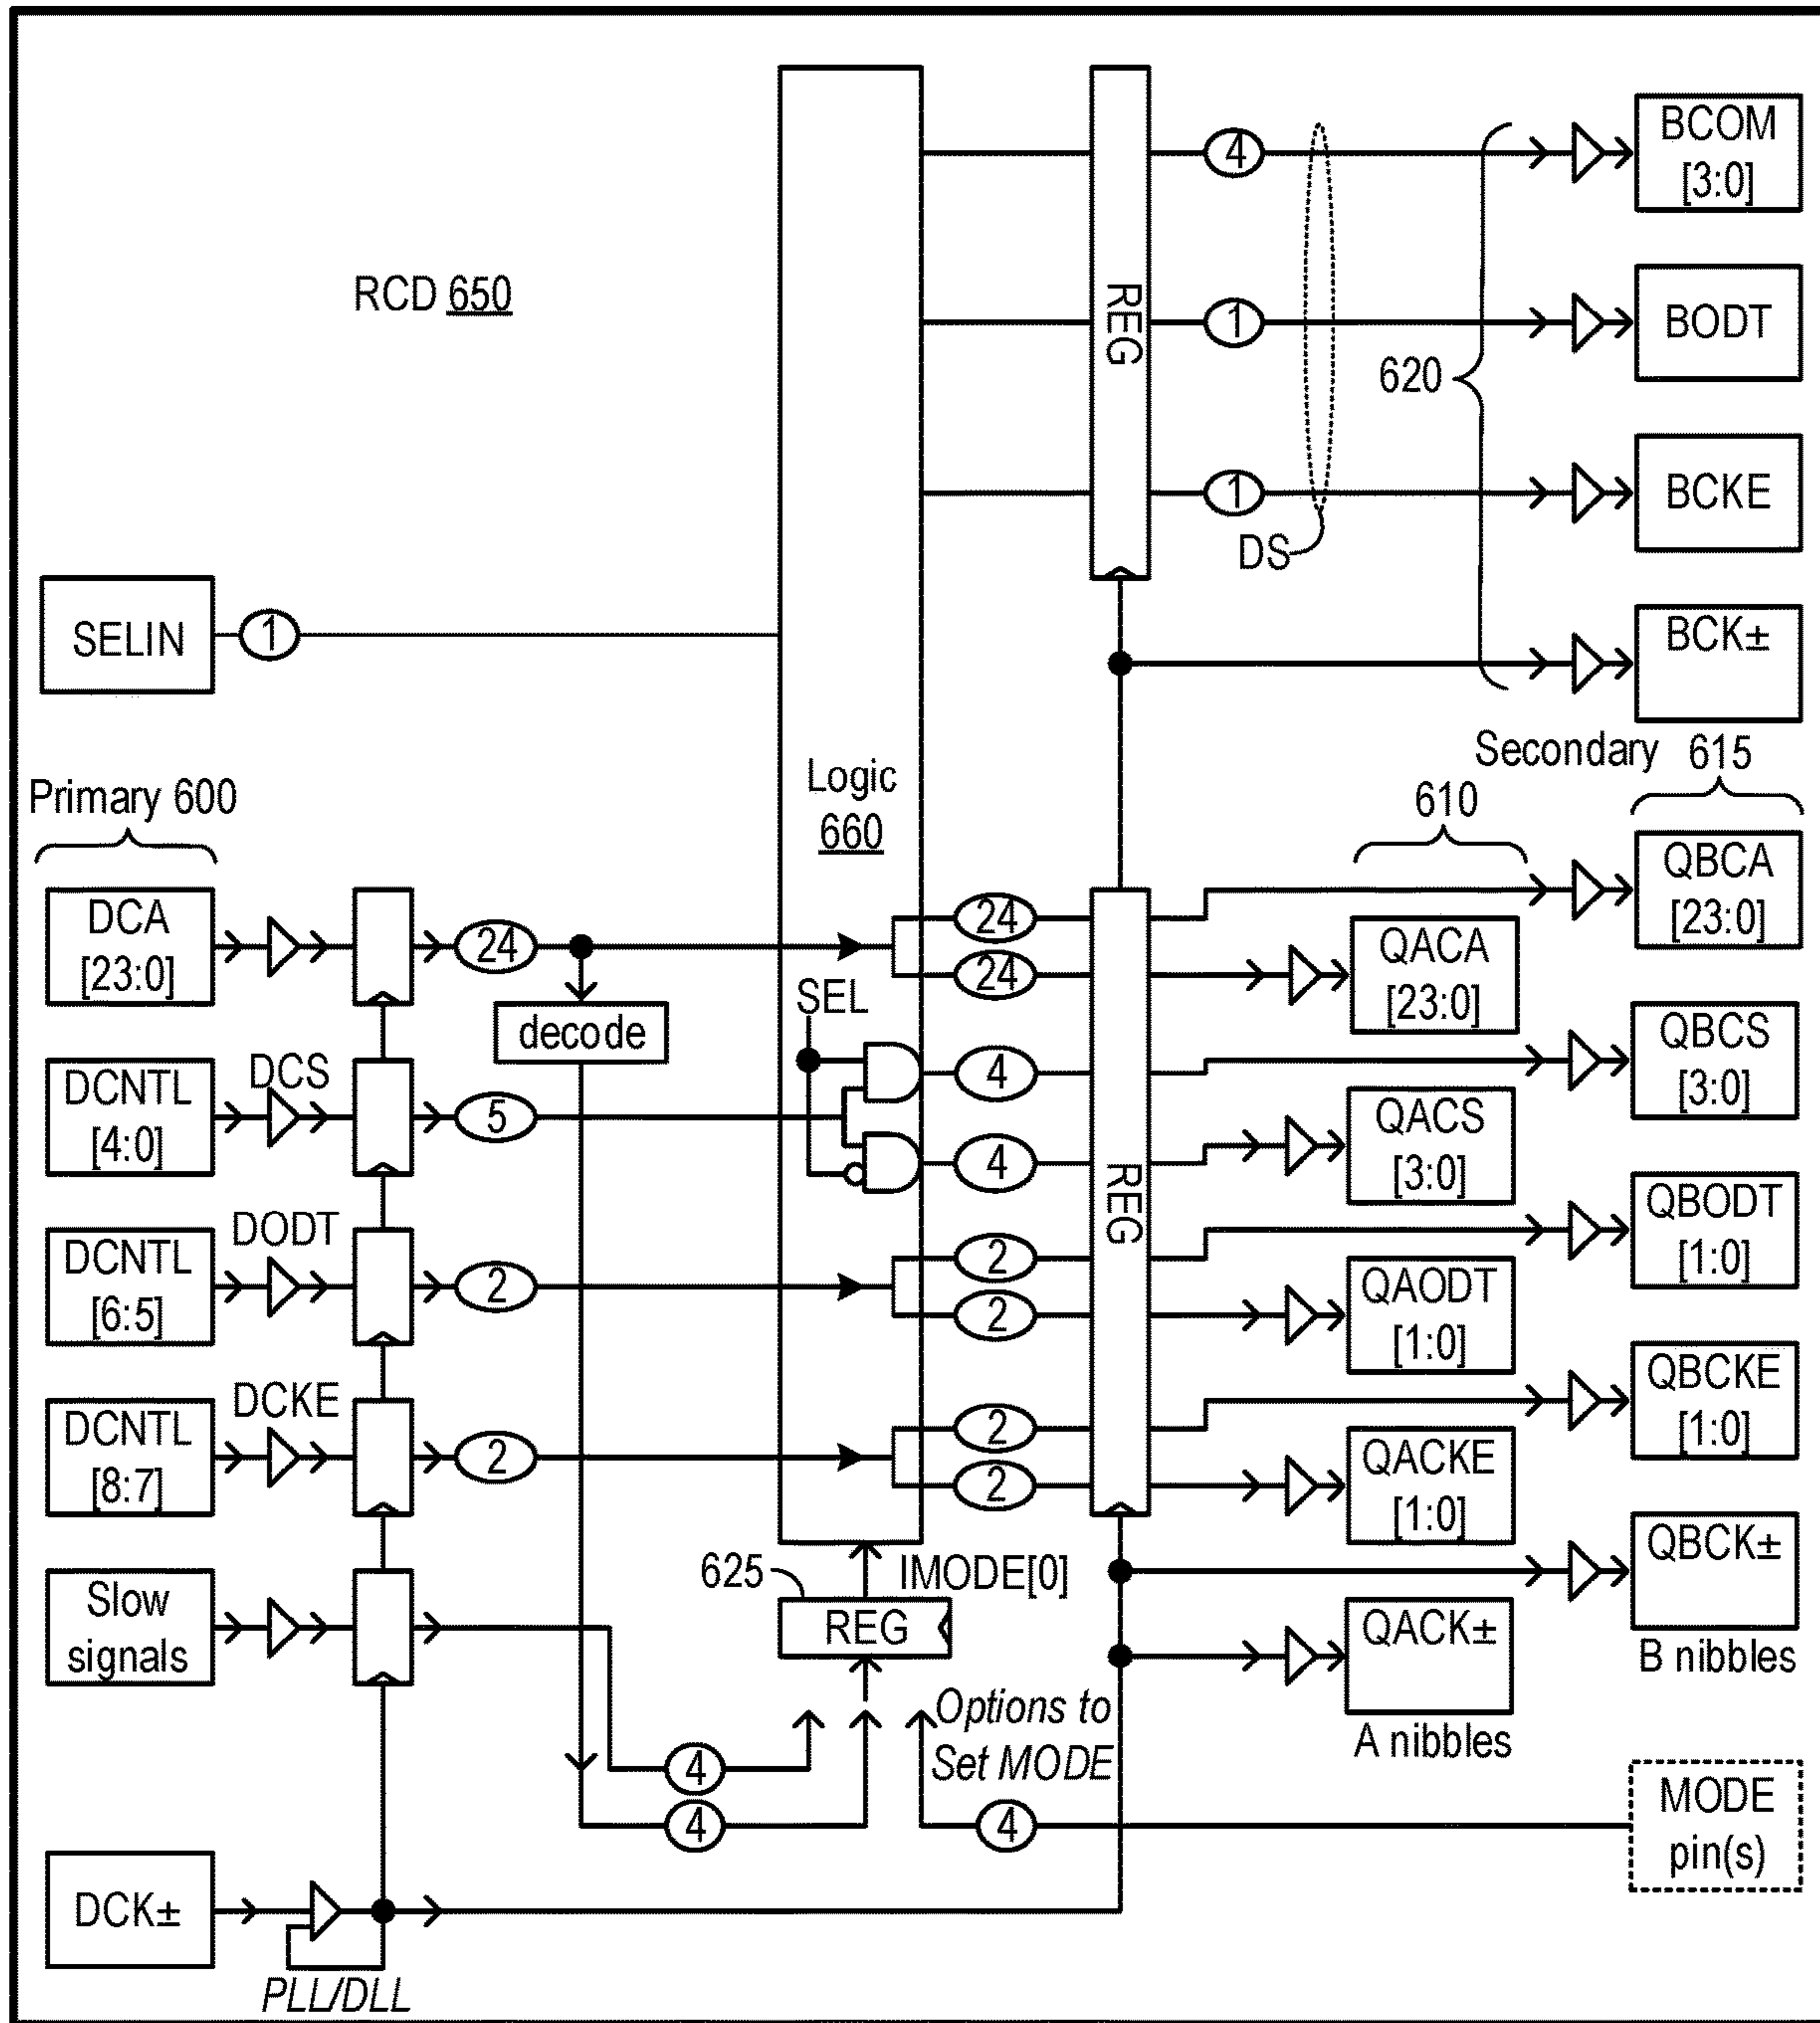 BCOM
[3:0]
4
RCD 650
REG
1
BODT
620
1
BCKE
DS
SELIN
1
BCK±
Secondary 615
Primary 600
Logic
660
610
DCA
[23:0]
24
24
24
QBCA
[23:0]
QACA
[23:0]
decode
SEL
DCNTL
[4:0]
DCS
5
4
4
QBCS
[3:0]
QACS
[3:0]
REG
DCNTL
[6:5]
DODT
2
2
2
QBODT
[1:0]
QAODT
[1:0]
DCNTL
[8:7]
DCKE
2
2
2
QBCKE
[1:0]
QACKE
[1:0]
625
IMODE[0]
REG
QBCK±
B nibbles
Slow
signals
QACK±
A nibbles
Options to
Set MODE
4
4
4
MODE
pin(s)
DCK±
PLL/DLL